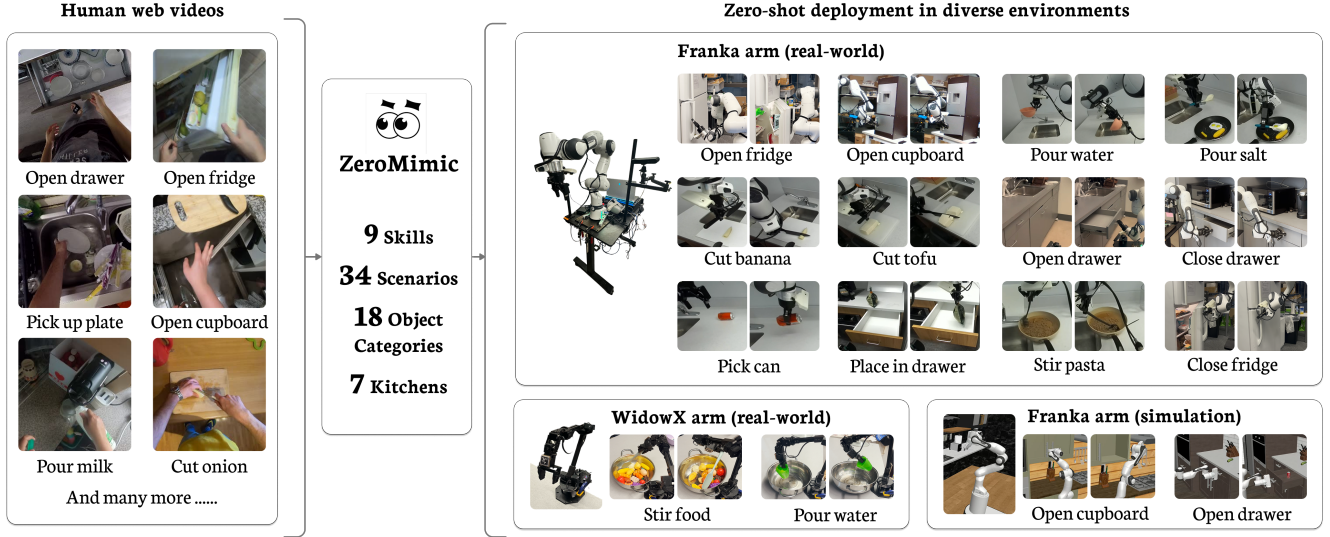 Human web videos
Open drawer
Open fridge
Pick up plate
Open cupboard
Pour milk
Cut onion
And many more ......
ZeroMimic
9 Skills
34 Scenarios
18 Object
Categories
7 Kitchens
Zero-shot deployment in diverse environments
Franka arm (real-world)
Open fridge
Open cupboard
Pour water
Pour salt
Cut banana
Cut tofu
Open drawer
Close drawer
Pick can
Place in drawer
Stir pasta
Close fridge
WidowX arm (real-world)
Stir food
Pour water
Franka arm (simulation)
Open cupboard
Open drawer